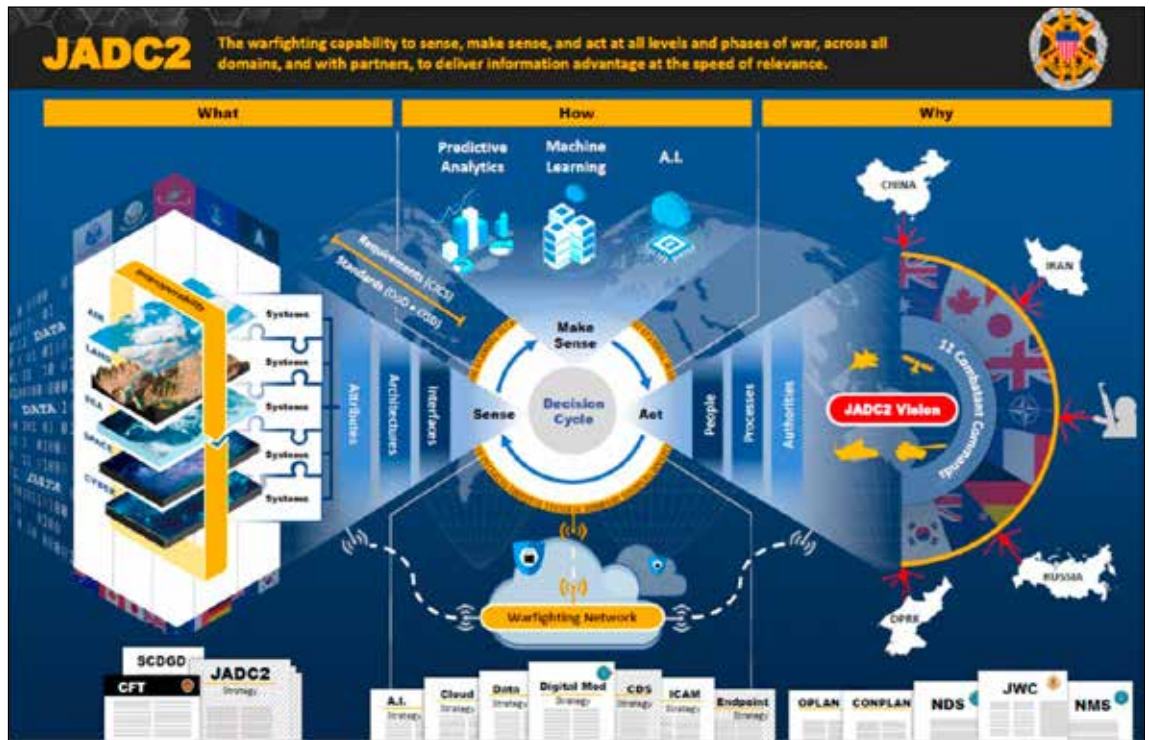 JADC2
The warfighting capability to sense, make sense, and act at all levels and phases of war, across all
domains, and with partners, to deliver information advantage at the speed of relevance.
What
How
Why
Predictive
Analytics
Machine
Learning
A.I.
Requirements (CJCS)
Standards (DoD • OSD)
Interoperability
AIR
LAND
SEA
SPACE
CYBER
DATA
DATA
DATA
DATA
Systems
Systems
Systems
Systems
Systems
Attributes
Architectures
Interfaces
Sense
Make
Sense
Act
Decision
Cycle
People
Processes
Authorities
JADC2 Vision
11 Combatant Commands
CHINA
IRAN
RUSSIA
DPRK
Warfighting Network
SCDGD
CFT
JADC2
Strategy
A.I.
Strategy
Cloud
Strategy
Data
Strategy
Digital Mod
Strategy
CDS
Strategy
ICAM
Strategy
Endpoint
Strategy
OPLAN
CONPLAN
NDS
JWC
NMS